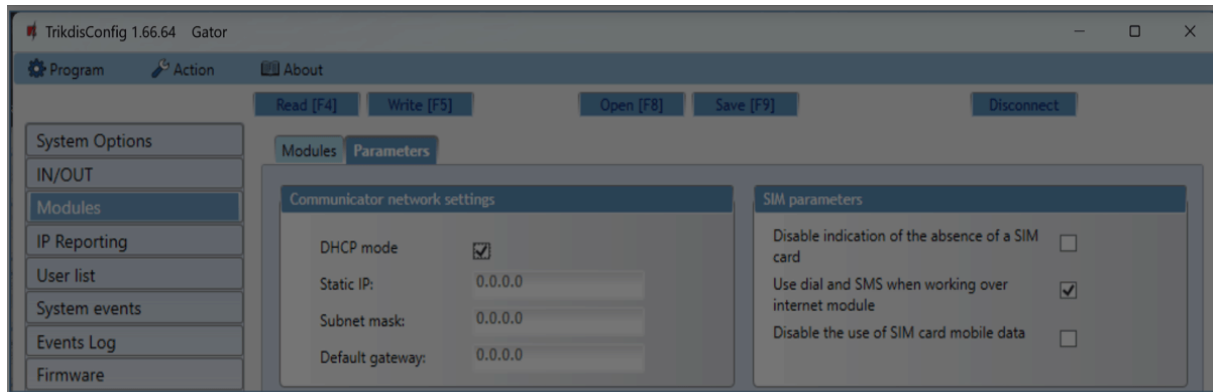 TrikdisConfig 1.66.64 Gator
Program Action About
Read [F4] Write [F5] Open [F8] Save [F9] Disconnect
System Options
IN/OUT
Modules
IP Reporting
User list
System events
Events Log
Firmware
Modules Parameters
Communicator network settings
DHCP mode
Static IP: 0.0.0.0
Subnet mask: 0.0.0.0
Default gateway: 0.0.0.0
SIM parameters
Disable indication of the absence of a SIM
card
Use dial and SMS when working over
internet module
Disable the use of SIM card mobile data